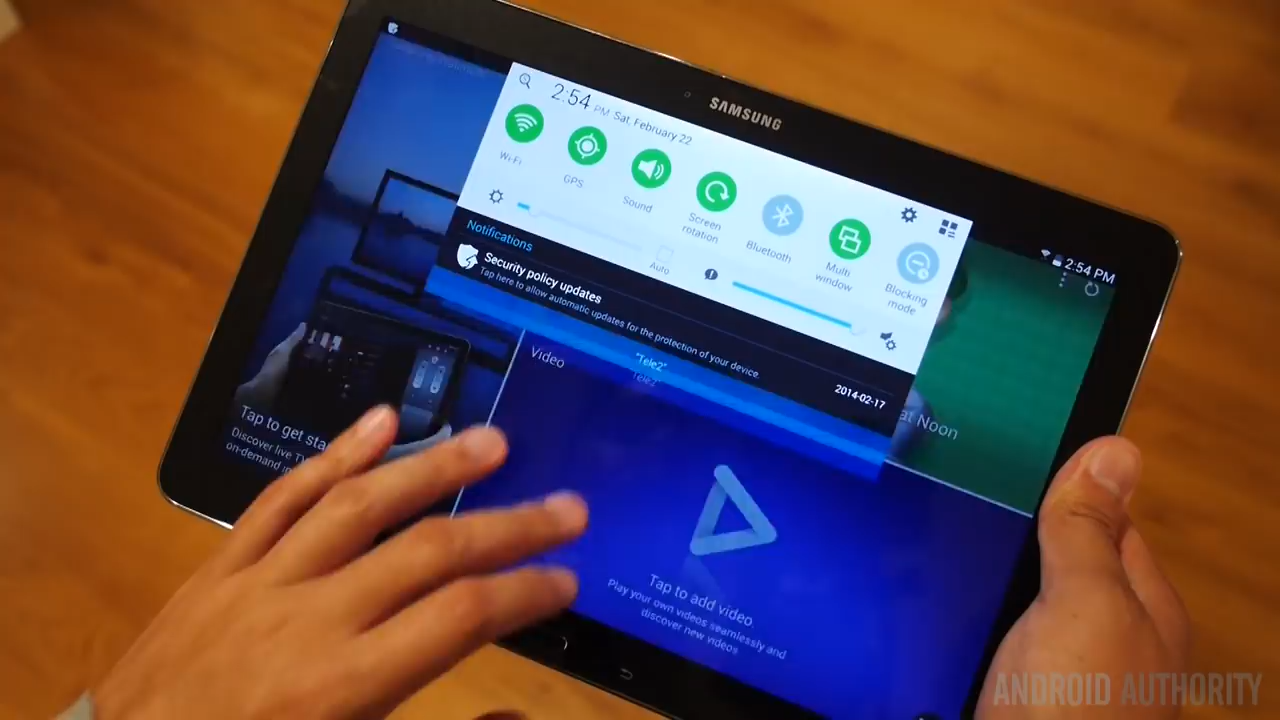 SAMSUNG
2:54 PM Sat, February 22
Wi-Fi
GPS
Sound
Screen
rotation
Bluetooth
Multi
window
Blocking
mode
Auto
2:54 PM
Notifications
Security policy updates
Tap here to allow automatic updates for the protection of your device.
2014-02-17
"Tele2"
Tele2
Video
at Noon
Tap to get sta
Discover live TV
on-demand in
Tap to add video
Play your own videos seamlessly and
discover new videos
ANDROID AUTHORITY